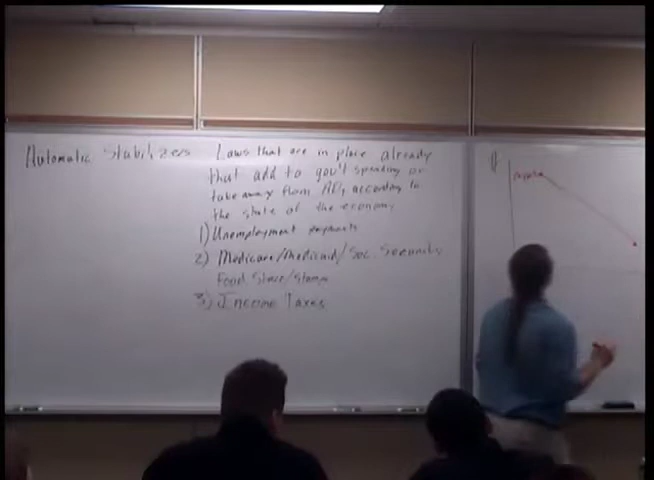 Automatic Stabilizers Laws that are in place already
that add to gov't spending or
take away from AD, according to
the state of the economy
1) Unemployment payments
2) Medicare/Medicaid/Soc. Security
Food Stamps
3) Income Taxes